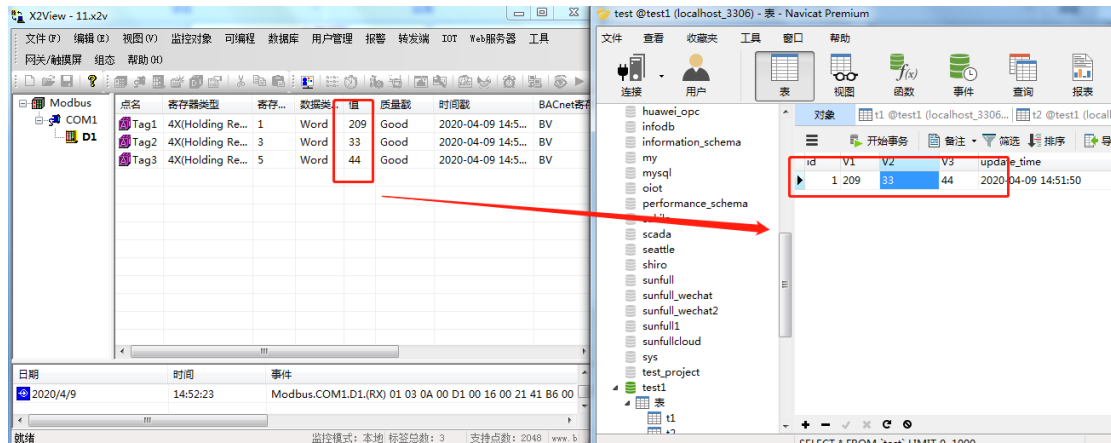 X2View - 11.x2v
文件(F) 编辑(E) 视图(V) 监控对象 可编程 数据库 用户管理 报警 转发端 IOT Web服务器 工具
网关/触摸屏 组态 帮助(H)
Modbus
COM1
D1
点名 寄存器类型 寄存... 数据类... 值 质量戳 时间戳 BACnet寄存
Tag1 4X(Holding Re... 1 Word 209 Good 2020-04-09 14:5... BV
Tag2 4X(Holding Re... 3 Word 33 Good 2020-04-09 14:5... BV
Tag3 4X(Holding Re... 5 Word 44 Good 2020-04-09 14:5... BV
日期 时间 事件
2020/4/9 14:52:23 Modbus.COM1.D1.(RX) 01 03 0A 00 D1 00 16 00 21 41 B6 00
就绪 监控模式: 本地 标签总数: 3 支持点数: 2048 www.b
test @test1 (localhost_3306) - 表 - Navicat Premium
文件 查看 收藏夹 工具 窗口 帮助
连接 用户 表 视图 函数 事件 查询 报表
f(x)
huawei_opc
infodb
information_schema
my
mysql
oiot
performance_schema
scada
seattle
shiro
sunfull
sunfull_wechat
sunfull_wechat2
sunfull1
sunfullcloud
sys
test_project
test1
表
t1
t2
对象 t1 @test1 (localhost_3306... t2 @test1 (local
开始事务 备注 筛选 排序 导
id V1 V2 V3 update_time
1 209 33 44 2020-04-09 14:51:50